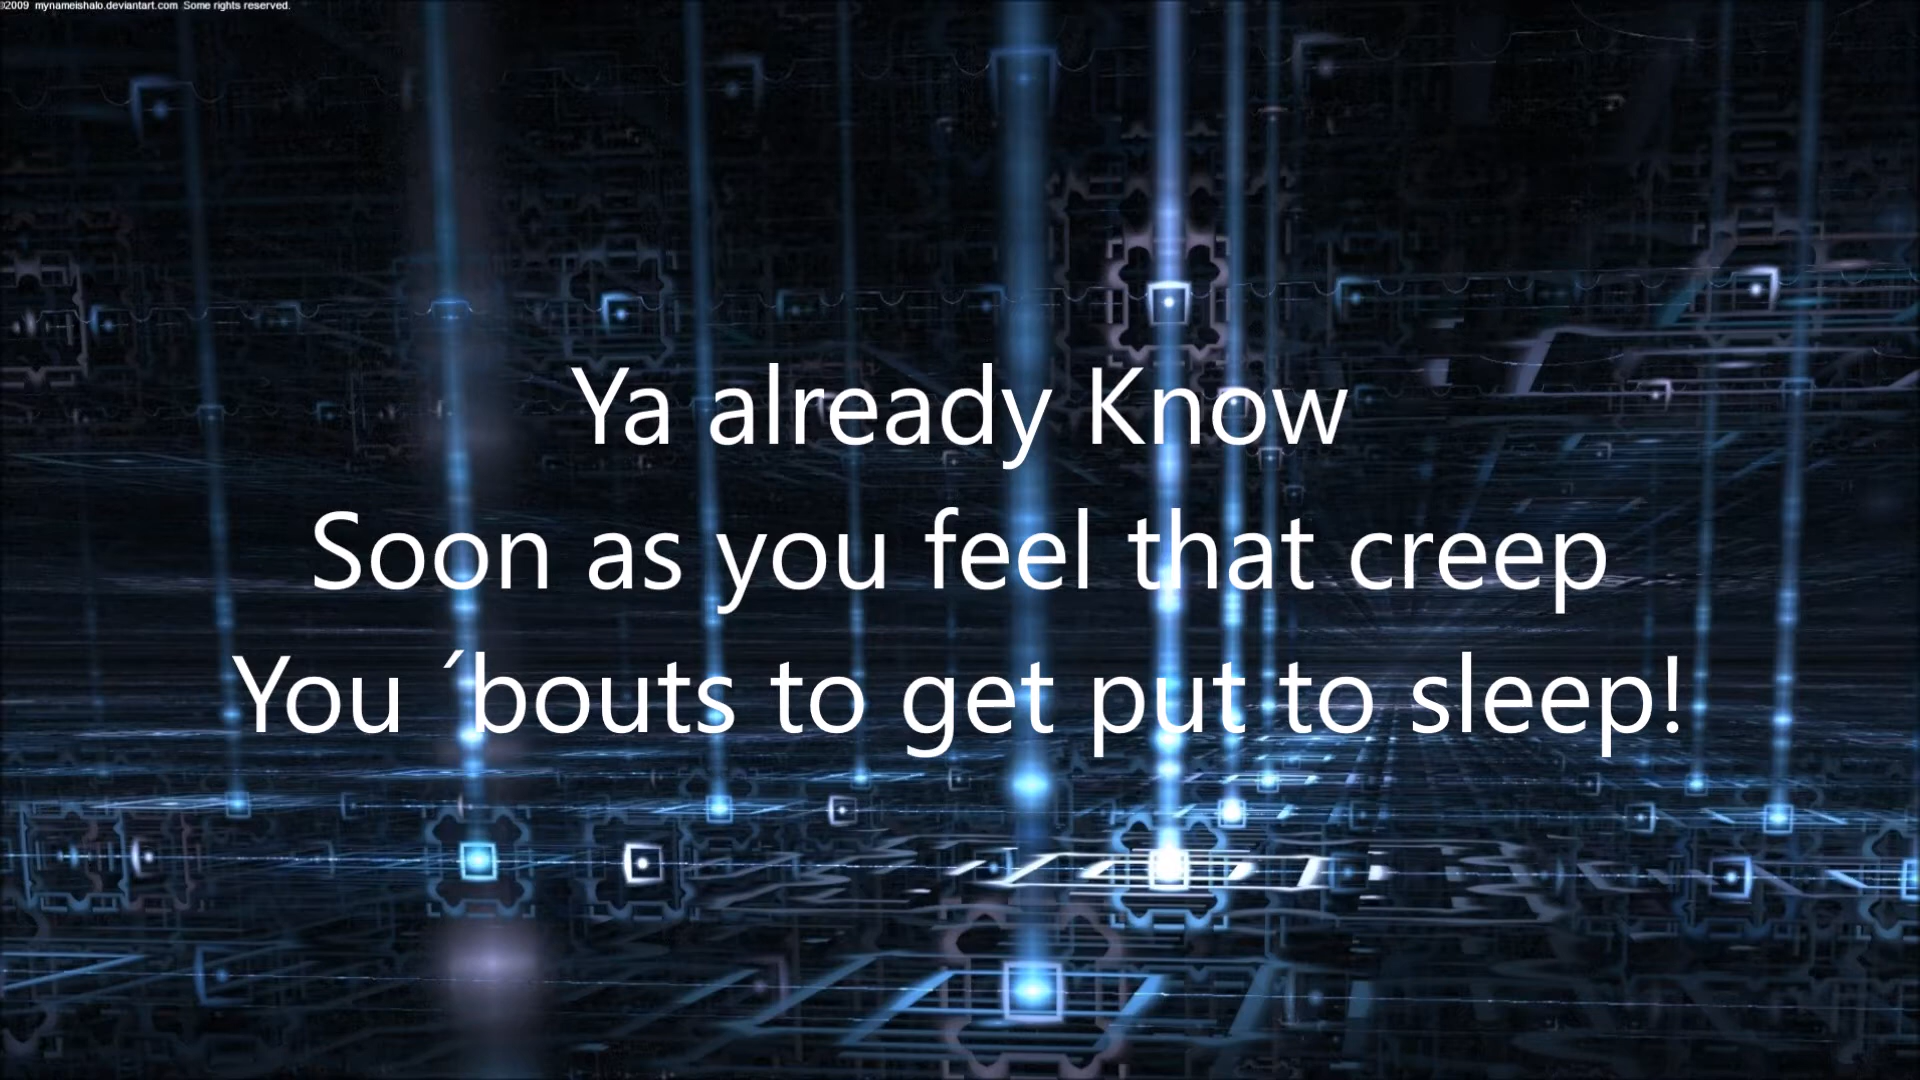 ©2009 mynameishalo.deviantart.com Some rights reserved.
Ya already Know
Soon as you feel that creep
You ´bouts to get put to sleep!